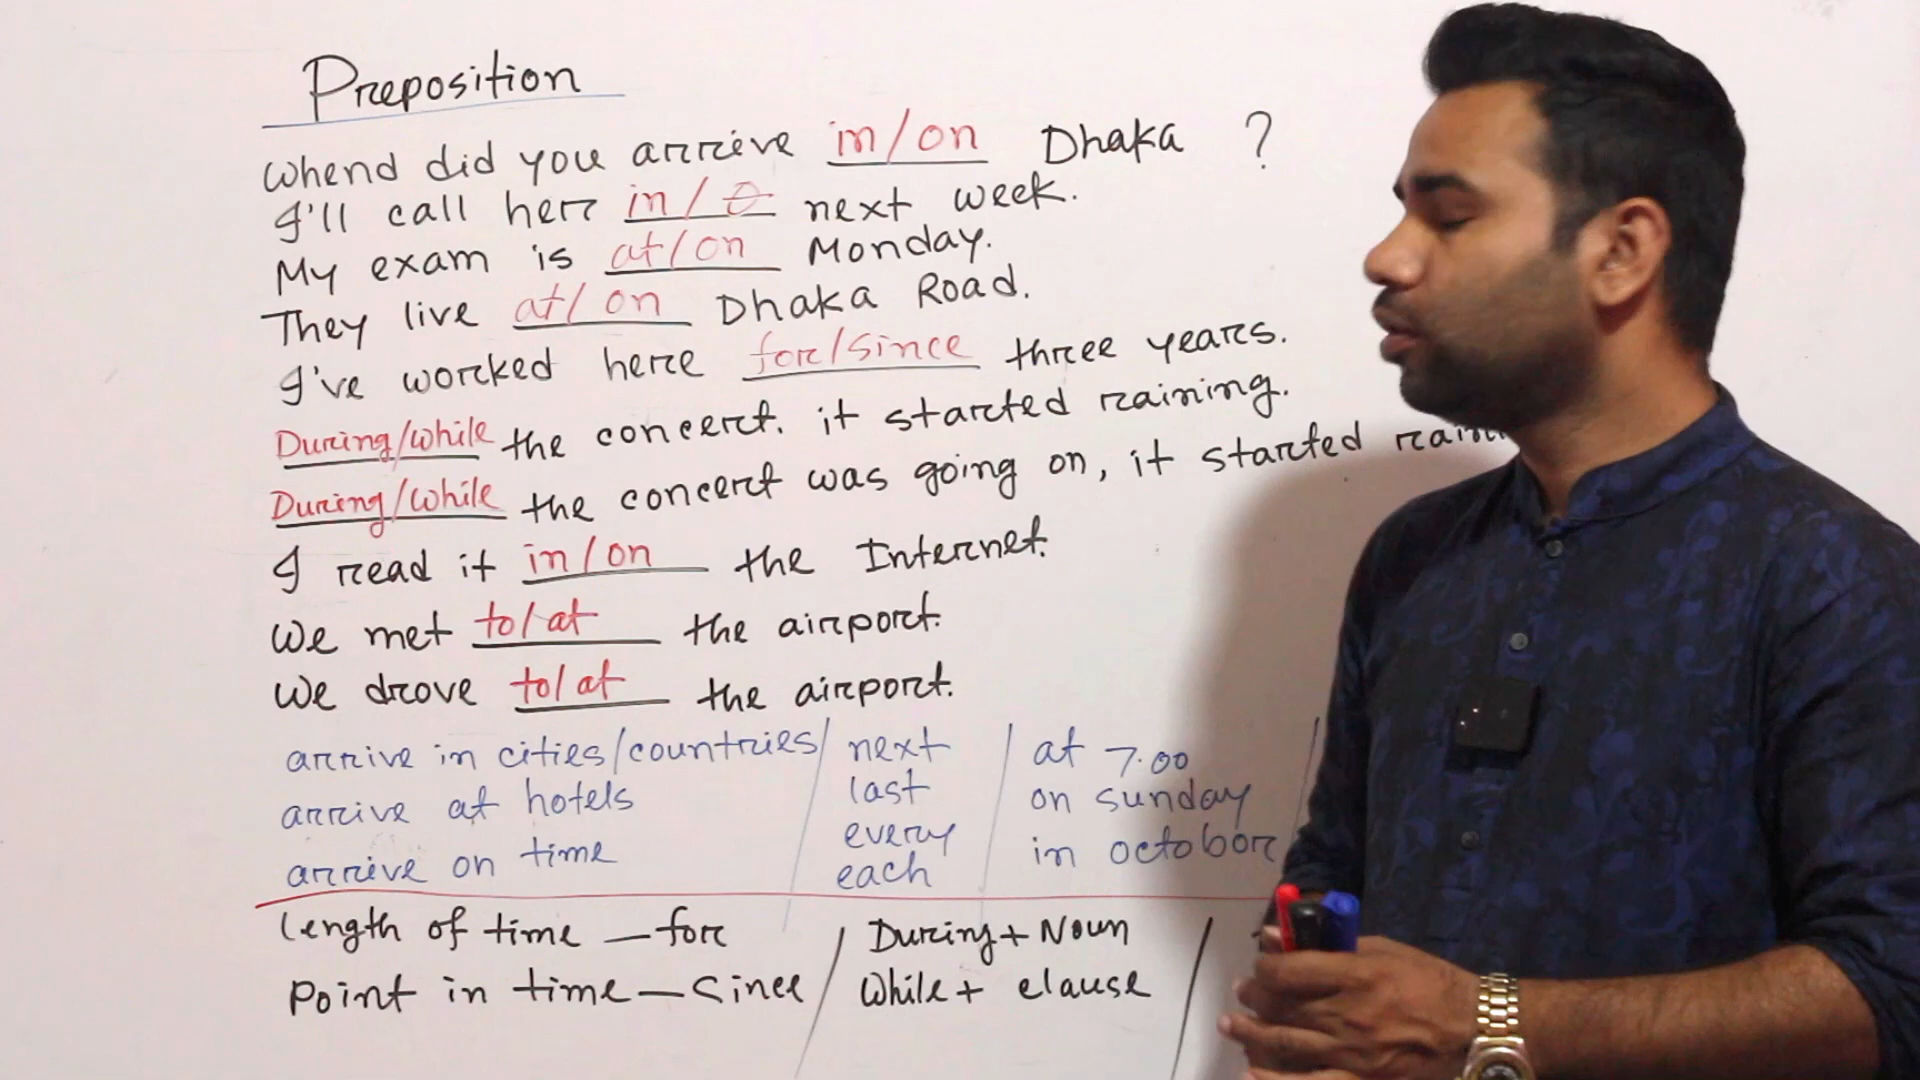 Preposition
Whend did you arrive in/on Dhaka ?
I'll call her in/Ø next week.
My exam is at/on Monday.
They live at/on Dhaka Road.
I've worked here for/since three years.
During/while the concert. it started raining.
During/while the concert was going on, it started
I read it in/on the Internet.
We met to/at the airport.
We drove to/at the airport.
arrive in cities/countries/ next / at 7.00
arrive at hotels last on sunday
arrive on time every in octobor
each
Length of time — for / During + Noun /
Point in time — Since / While + clause /